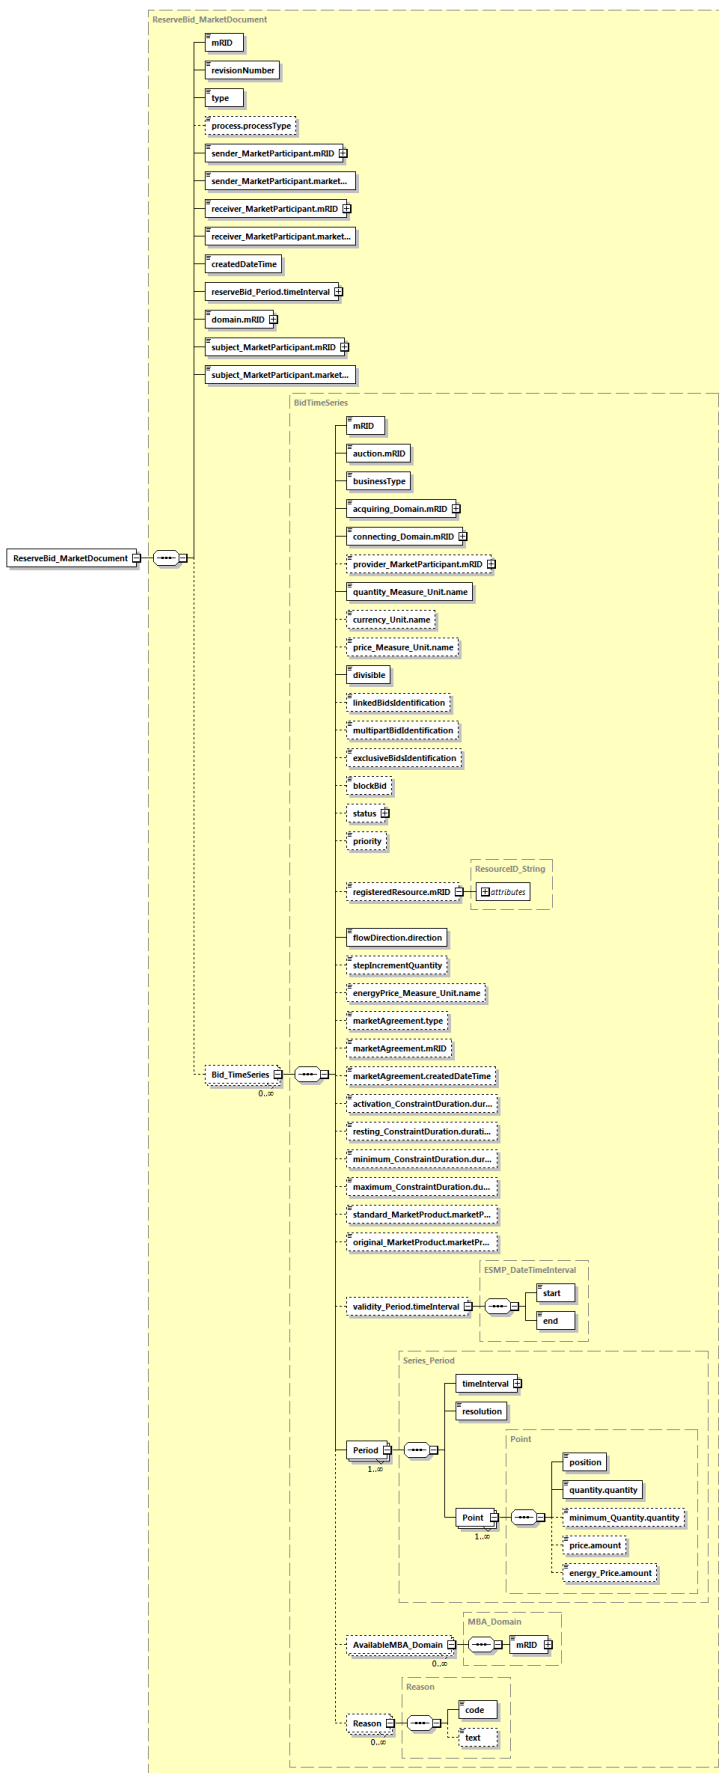 ReserveBid_MarketDocument
mRID
revisionNumber
type
process.processType
sender_MarketParticipant.mRID
sender_MarketParticipant.market...
receiver_MarketParticipant.mRID
receiver_MarketParticipant.market...
createdDateTime
reserveBid_Period.timeInterval
domain.mRID
subject_MarketParticipant.mRID
subject_MarketParticipant.market...
BidTimeSeries
mRID
auction.mRID
businessType
acquiring_Domain.mRID
connecting_Domain.mRID
ReserveBid_MarketDocument
provider_MarketParticipant.mRID
quantity_Measure_Unit.name
currency_Unit.name
price_Measure_Unit.name
divisible
linkedBidsIdentification
multipartBidIdentification
exclusiveBidsIdentification
blockBid
status
priority
ResourceID_String
registeredResource.mRID
attributes
flowDirection.direction
stepIncrementQuantity
energyPrice_Measure_Unit.name
marketAgreement.type
marketAgreement.mRID
Bid_TimeSeries
0..∞
marketAgreement.createdDateTime
activation_ConstraintDuration.dur...
resting_ConstraintDuration.durati...
minimum_ConstraintDuration.dur...
maximum_ConstraintDuration.du...
standard_MarketProduct.marketP...
original_MarketProduct.marketPr...
ESMP_DateTimeInterval
validity_Period.timeInterval
start
end
Series_Period
timeInterval
resolution
Period
1..∞
Point
position
quantity.quantity
Point
1..∞
minimum_Quantity.quantity
price.amount
energy_Price.amount
MBA_Domain
AvailableMBA_Domain
0..∞
mRID
Reason
code
Reason
0..∞
text